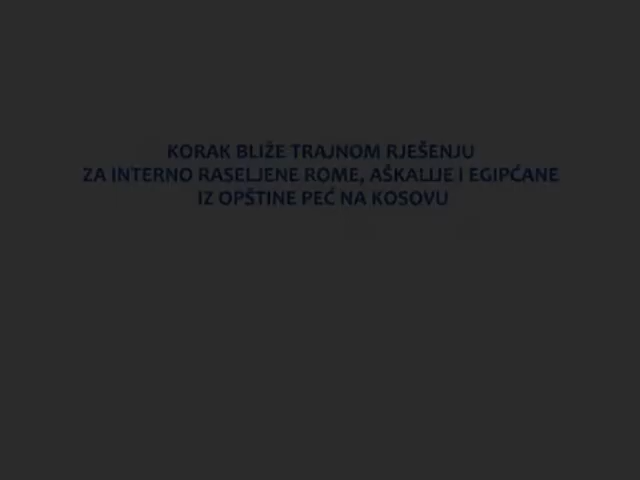 KORAK BLIŽE TRAJNOM RJEŠENJU
ZA INTERNO RASELJENE ROME, AŠKALIJE I EGIPĆANE
IZ OPŠTINE PEĆ NA KOSOVU